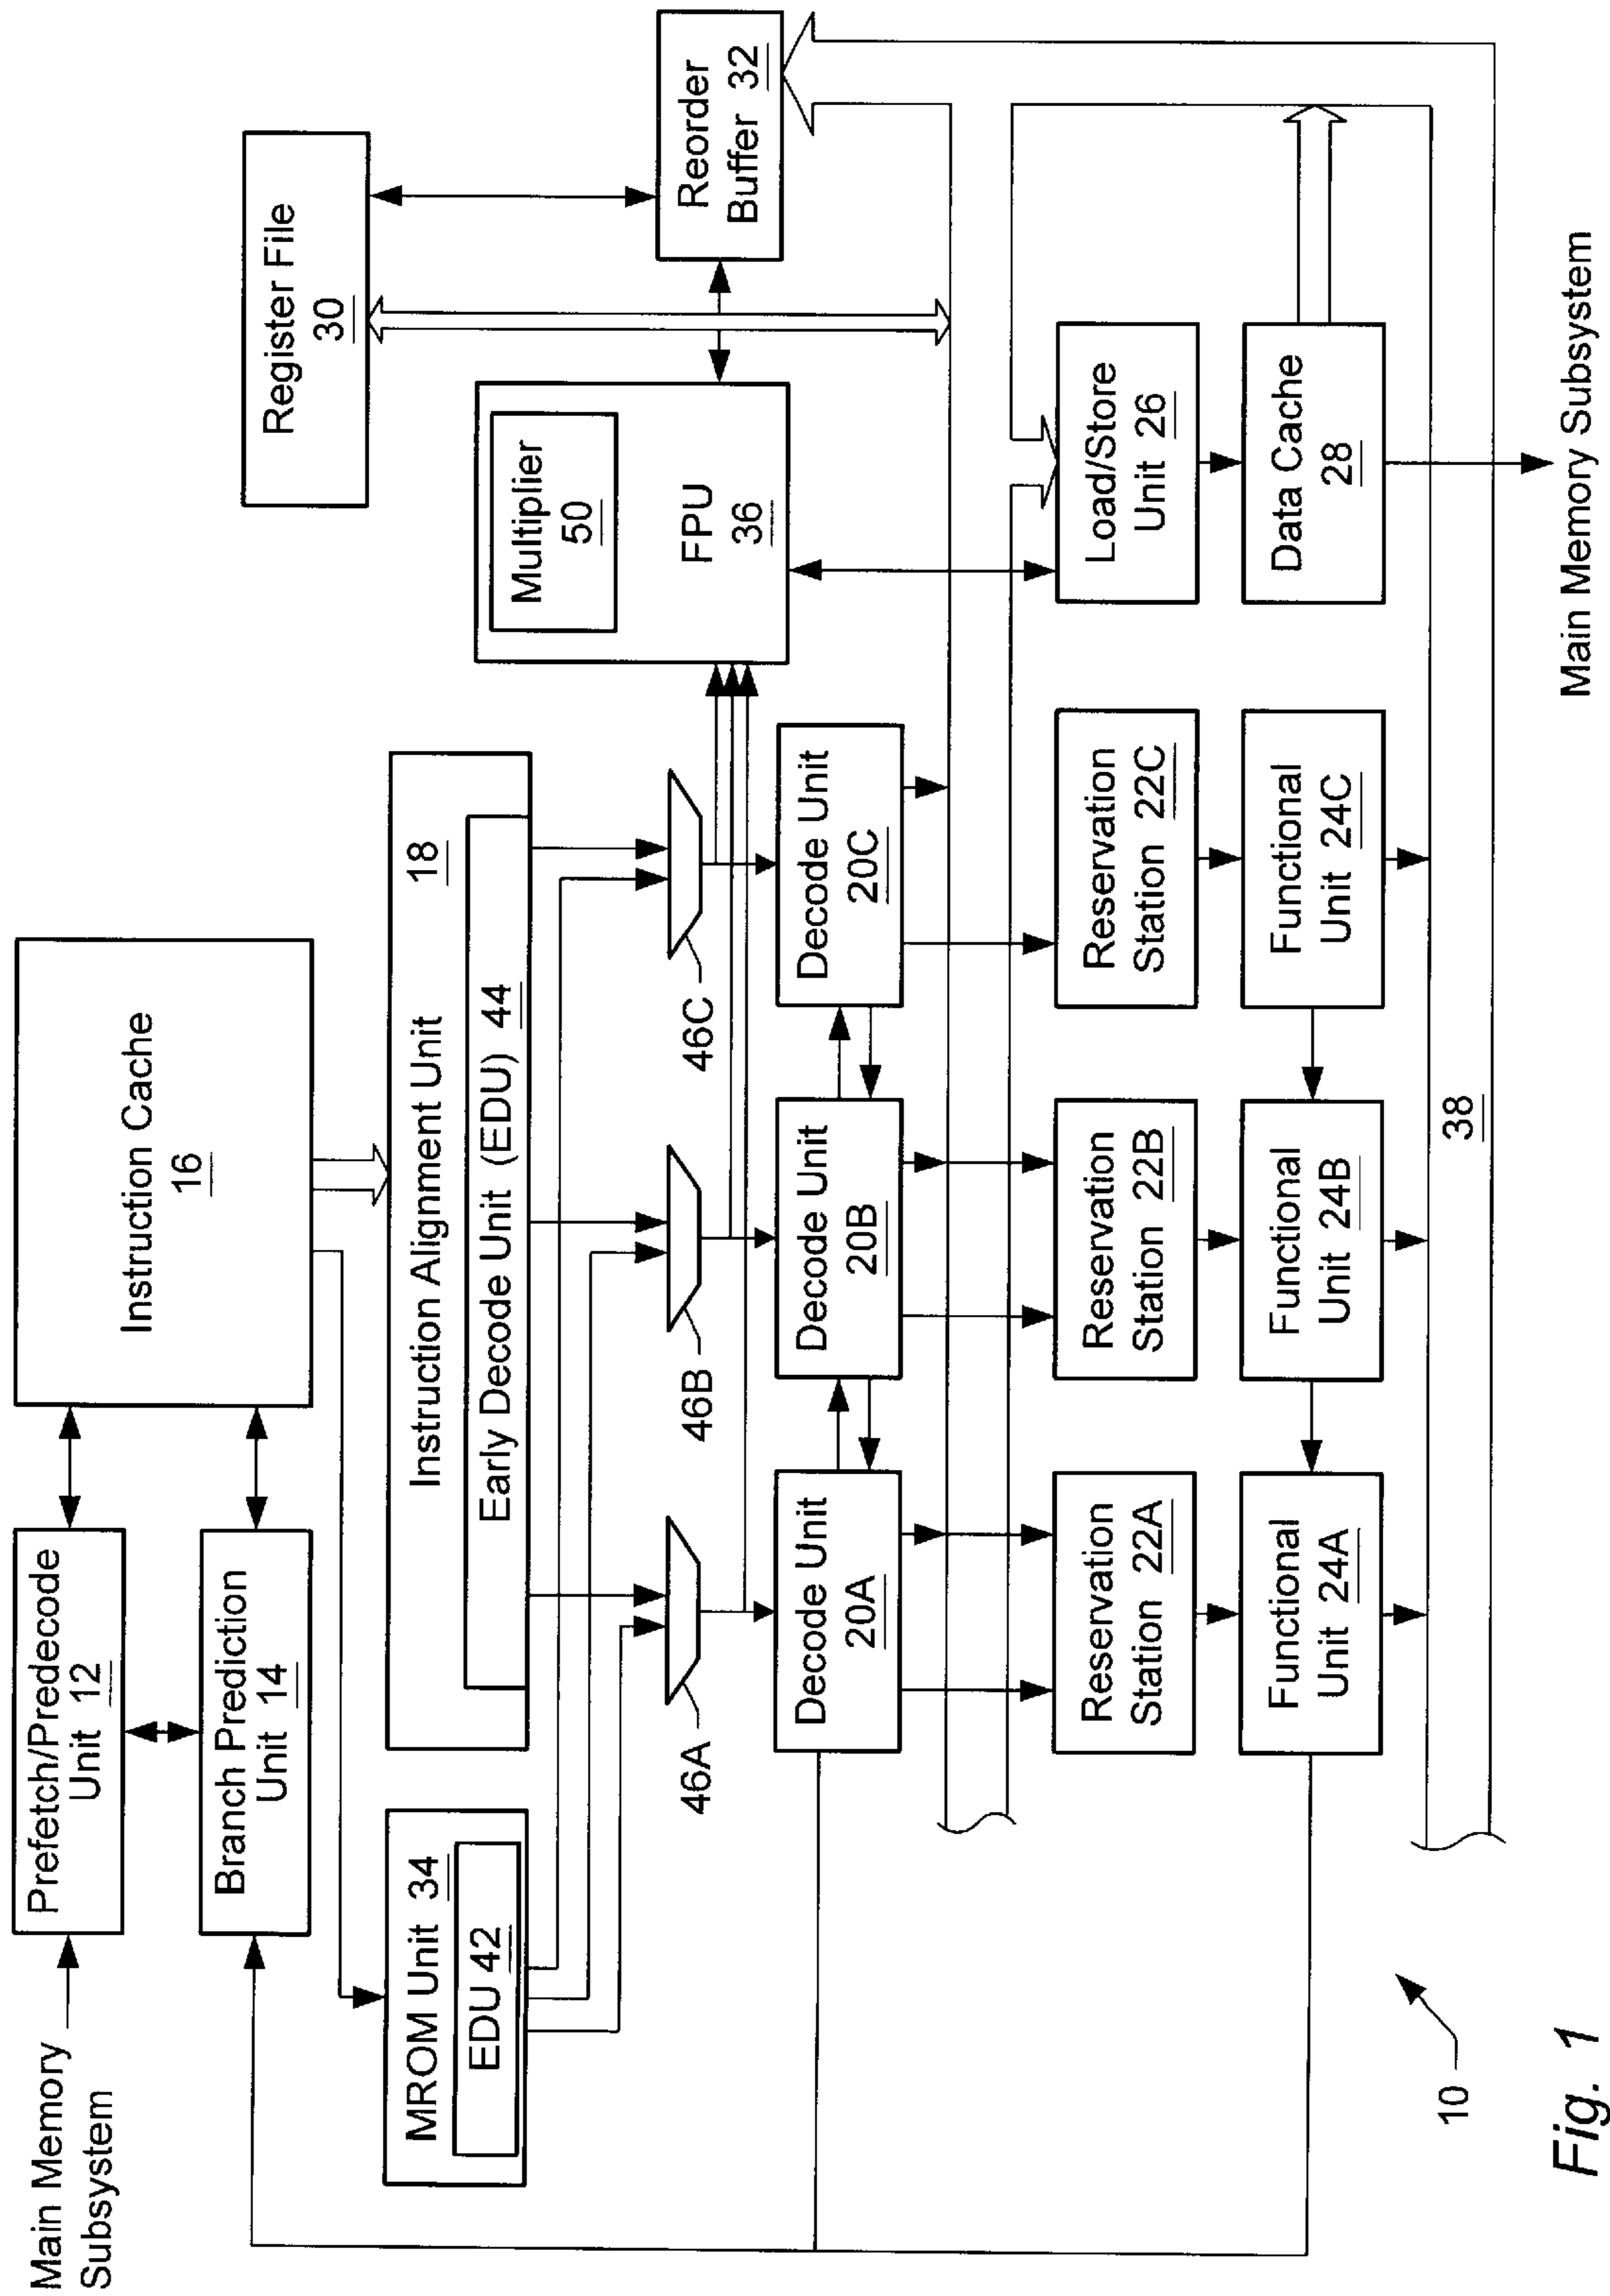 Main Memory
Subsystem
Prefetch/Predecode
Unit 12
Branch Prediction
Unit 14
Instruction Cache
16
Register File
30
MROM Unit 34
EDU 42
Instruction Alignment Unit 18
Early Decode Unit (EDU) 44
Multiplier
50
FPU
36
Reorder
Buffer 32
46A
46B
46C
Decode Unit
20A
Decode Unit
20B
Decode Unit
20C
Reservation
Station 22A
Reservation
Station 22B
Reservation
Station 22C
Load/Store
Unit 26
Functional
Unit 24A
Functional
Unit 24B
Functional
Unit 24C
Data Cache
28
38
10
Main Memory Subsystem
Fig. 1